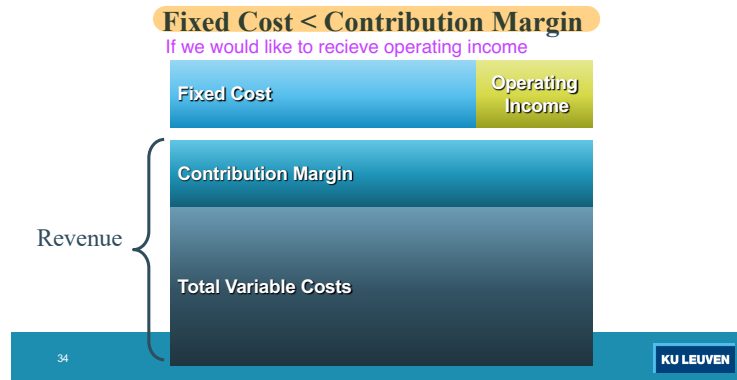 Fixed Cost < Contribution Margin
If we would like to recieve operating income
Fixed Cost
Operating
Income
Contribution Margin
Revenue
Total Variable Costs
34
KU LEUVEN